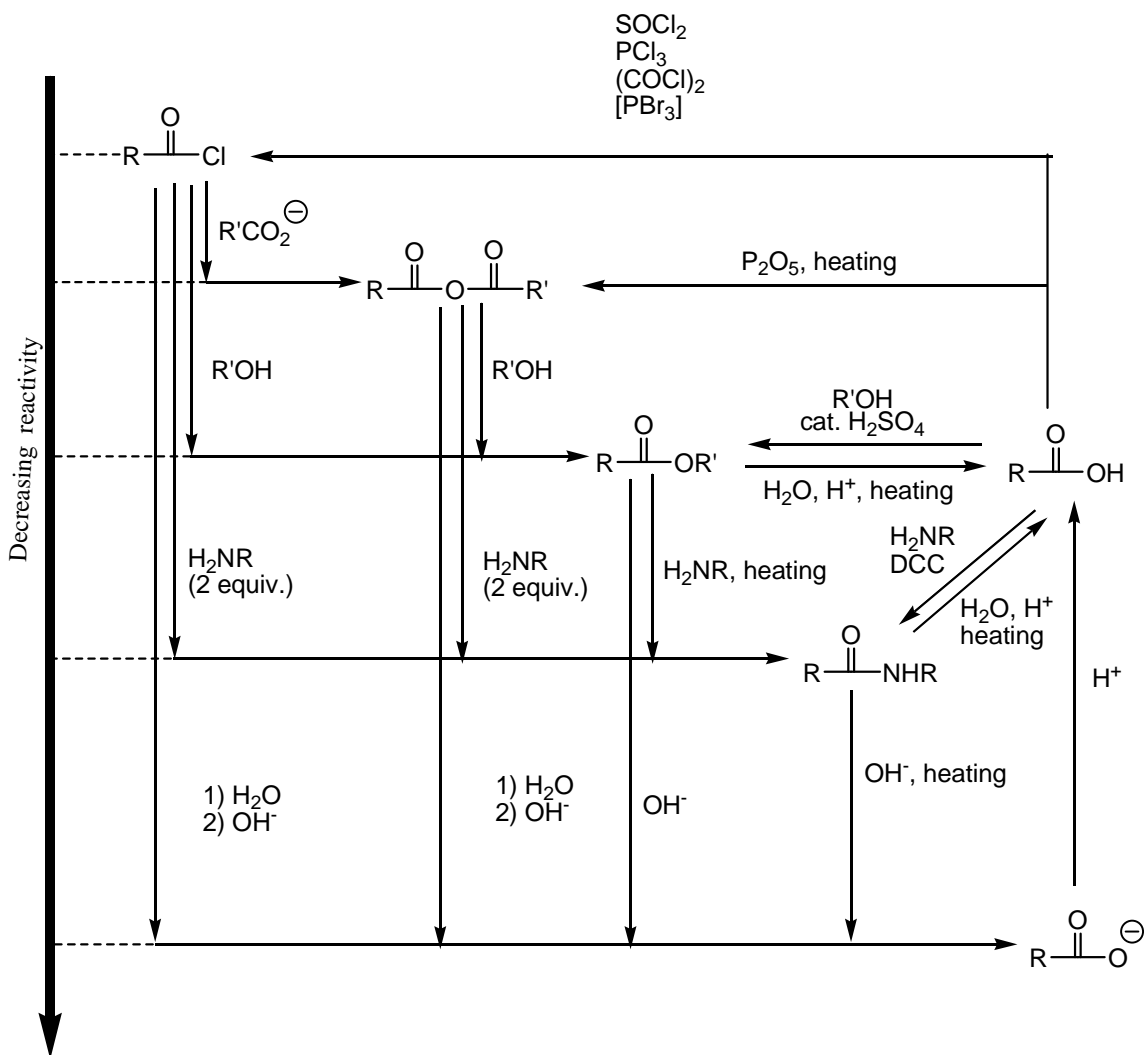 SOCl₂
PCl₃
(COCl)₂
[PBr₃]
O
R
Cl
R'CO₂⊖
O
O
R
O
R'
P₂O₅, heating
Decreasing reactivity
R'OH
R'OH
R'OH
cat. H₂SO₄
O
R
OR'
H₂O, H⁺, heating
O
R
OH
H₂NR
(2 equiv.)
H₂NR
(2 equiv.)
H₂NR, heating
H₂NR
DCC
H₂O, H⁺
heating
O
R
NHR
H⁺
1) H₂O
2) OH⁻
1) H₂O
2) OH⁻
OH⁻
OH⁻, heating
O
R
O⊖